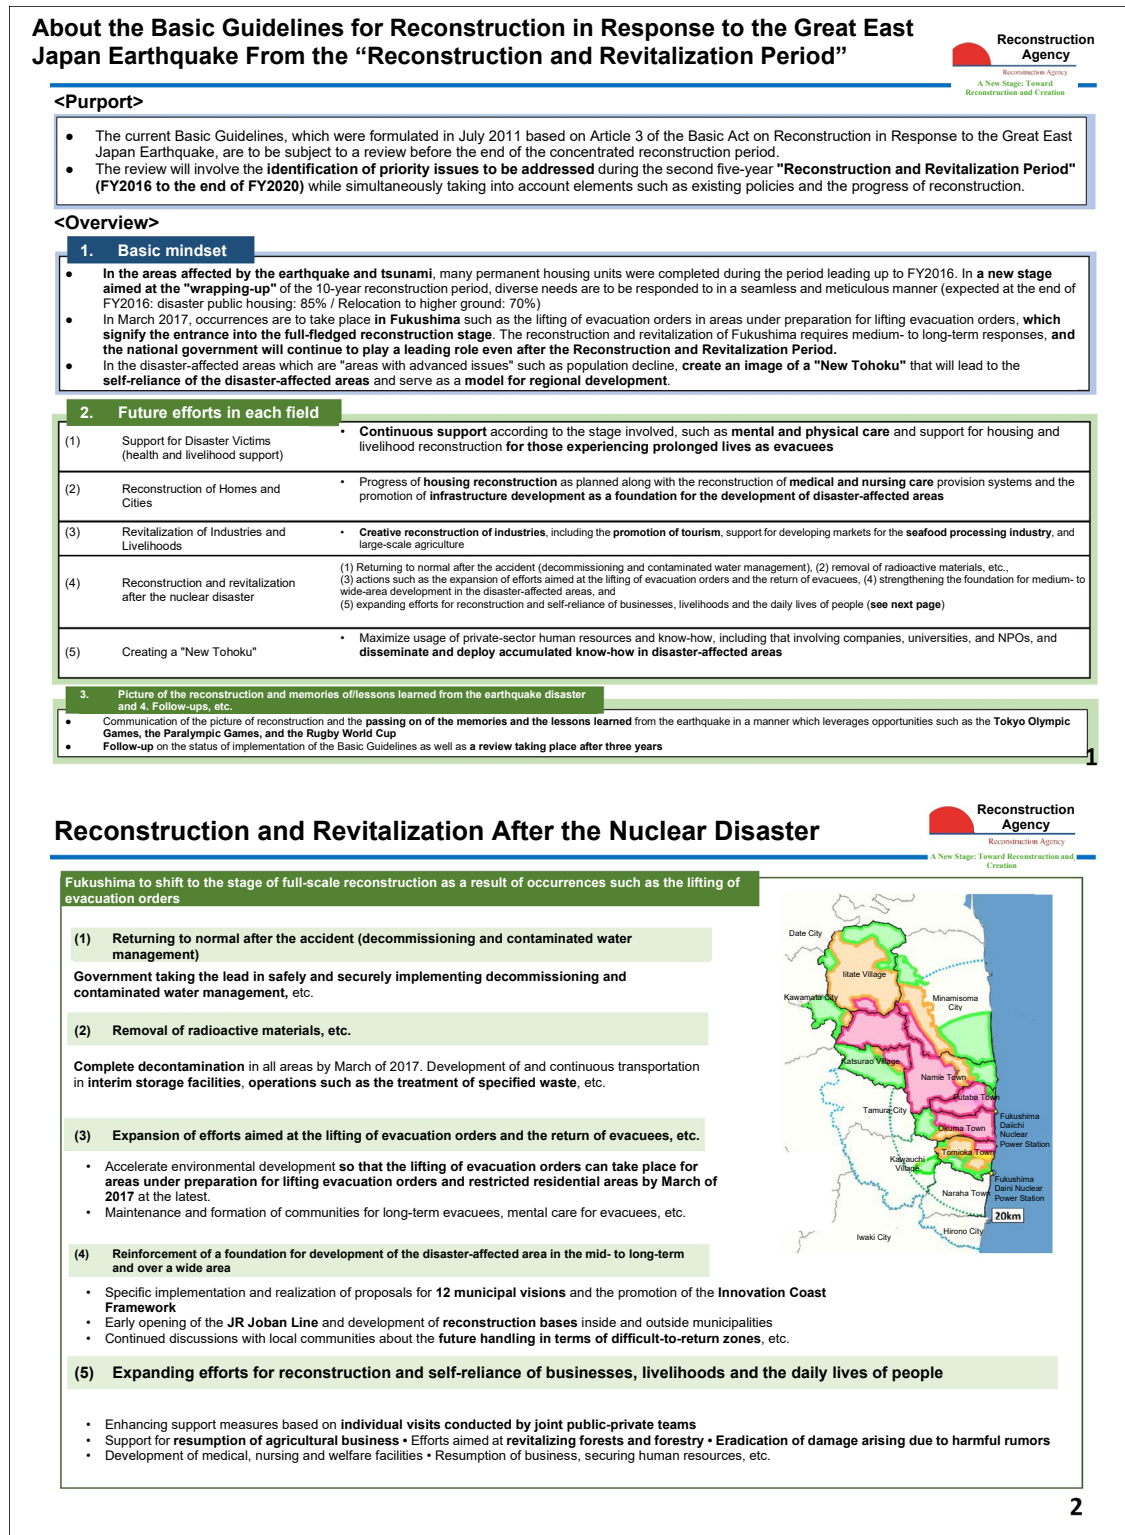 About the Basic Guidelines for Reconstruction in Response to the Great East
Japan Earthquake From the “Reconstruction and Revitalization Period”
Reconstruction
Agency
Reconstruction Agency
A New Stage: Toward
Reconstruction and Creation
<Purport>
● The current Basic Guidelines, which were formulated in July 2011 based on Article 3 of the Basic Act on Reconstruction in Response to the Great East
Japan Earthquake, are to be subject to a review before the end of the concentrated reconstruction period.
● The review will involve the identification of priority issues to be addressed during the second five-year "Reconstruction and Revitalization Period"
(FY2016 to the end of FY2020) while simultaneously taking into account elements such as existing policies and the progress of reconstruction.
<Overview>
1. Basic mindset
● In the areas affected by the earthquake and tsunami, many permanent housing units were completed during the period leading up to FY2016. In a new stage
aimed at the "wrapping-up" of the 10-year reconstruction period, diverse needs are to be responded to in a seamless and meticulous manner (expected at the end of
FY2016: disaster public housing: 85% / Relocation to higher ground: 70%)
● In March 2017, occurrences are to take place in Fukushima such as the lifting of evacuation orders in areas under preparation for lifting evacuation orders, which
signify the entrance into the full-fledged reconstruction stage. The reconstruction and revitalization of Fukushima requires medium- to long-term responses, and
the national government will continue to play a leading role even after the Reconstruction and Revitalization Period.
● In the disaster-affected areas which are "areas with advanced issues" such as population decline, create an image of a "New Tohoku" that will lead to the
self-reliance of the disaster-affected areas and serve as a model for regional development.
2. Future efforts in each field
(1) Support for Disaster Victims
(health and livelihood support)
• Continuous support according to the stage involved, such as mental and physical care and support for housing and
livelihood reconstruction for those experiencing prolonged lives as evacuees
(2) Reconstruction of Homes and
Cities
• Progress of housing reconstruction as planned along with the reconstruction of medical and nursing care provision systems and the
promotion of infrastructure development as a foundation for the development of disaster-affected areas
(3) Revitalization of Industries and
Livelihoods
• Creative reconstruction of industries, including the promotion of tourism, support for developing markets for the seafood processing industry, and
large-scale agriculture
(4) Reconstruction and revitalization
after the nuclear disaster
(1) Returning to normal after the accident (decommissioning and contaminated water management), (2) removal of radioactive materials, etc.,
(3) actions such as the expansion of efforts aimed at the lifting of evacuation orders and the return of evacuees, (4) strengthening the foundation for medium- to
wide-area development in the disaster-affected areas, and
(5) expanding efforts for reconstruction and self-reliance of businesses, livelihoods and the daily lives of people (see next page)
(5) Creating a "New Tohoku"
• Maximize usage of private-sector human resources and know-how, including that involving companies, universities, and NPOs, and
disseminate and deploy accumulated know-how in disaster-affected areas
3. Picture of the reconstruction and memories of/lessons learned from the earthquake disaster
and 4. Follow-ups, etc.
● Communication of the picture of reconstruction and the passing on of the memories and the lessons learned from the earthquake in a manner which leverages opportunities such as the Tokyo Olympic
Games, the Paralympic Games, and the Rugby World Cup
● Follow-up on the status of implementation of the Basic Guidelines as well as a review taking place after three years
1
Reconstruction and Revitalization After the Nuclear Disaster
Reconstruction
Agency
Reconstruction Agency
A New Stage: Toward Reconstruction and
Creation
Fukushima to shift to the stage of full-scale reconstruction as a result of occurrences such as the lifting of
evacuation orders
(1) Returning to normal after the accident (decommissioning and contaminated water
management)
Government taking the lead in safely and securely implementing decommissioning and
contaminated water management, etc.
(2) Removal of radioactive materials, etc.
Complete decontamination in all areas by March of 2017. Development of and continuous transportation
in interim storage facilities, operations such as the treatment of specified waste, etc.
(3) Expansion of efforts aimed at the lifting of evacuation orders and the return of evacuees, etc.
• Accelerate environmental development so that the lifting of evacuation orders can take place for
areas under preparation for lifting evacuation orders and restricted residential areas by March of
2017 at the latest.
• Maintenance and formation of communities for long-term evacuees, mental care for evacuees, etc.
(4) Reinforcement of a foundation for development of the disaster-affected area in the mid- to long-term
and over a wide area
• Specific implementation and realization of proposals for 12 municipal visions and the promotion of the Innovation Coast
Framework
• Early opening of the JR Joban Line and development of reconstruction bases inside and outside municipalities
• Continued discussions with local communities about the future handling in terms of difficult-to-return zones, etc.
(5) Expanding efforts for reconstruction and self-reliance of businesses, livelihoods and the daily lives of people
• Enhancing support measures based on individual visits conducted by joint public-private teams
• Support for resumption of agricultural business • Efforts aimed at revitalizing forests and forestry • Eradication of damage arising due to harmful rumors
• Development of medical, nursing and welfare facilities • Resumption of business, securing human resources, etc.
Date City
Iitate Village
Kawamata City
Minamisoma
City
Katsurao Village
Namie Town
Futaba Town
Tamura City
Fukushima
Daiichi
Nuclear
Power Station
Okuma Town
Kawauchi
Village
Tomioka Town
Fukushima
Daini Nuclear
Power Station
Naraha Town
20km
Hirono City
Iwaki City
2